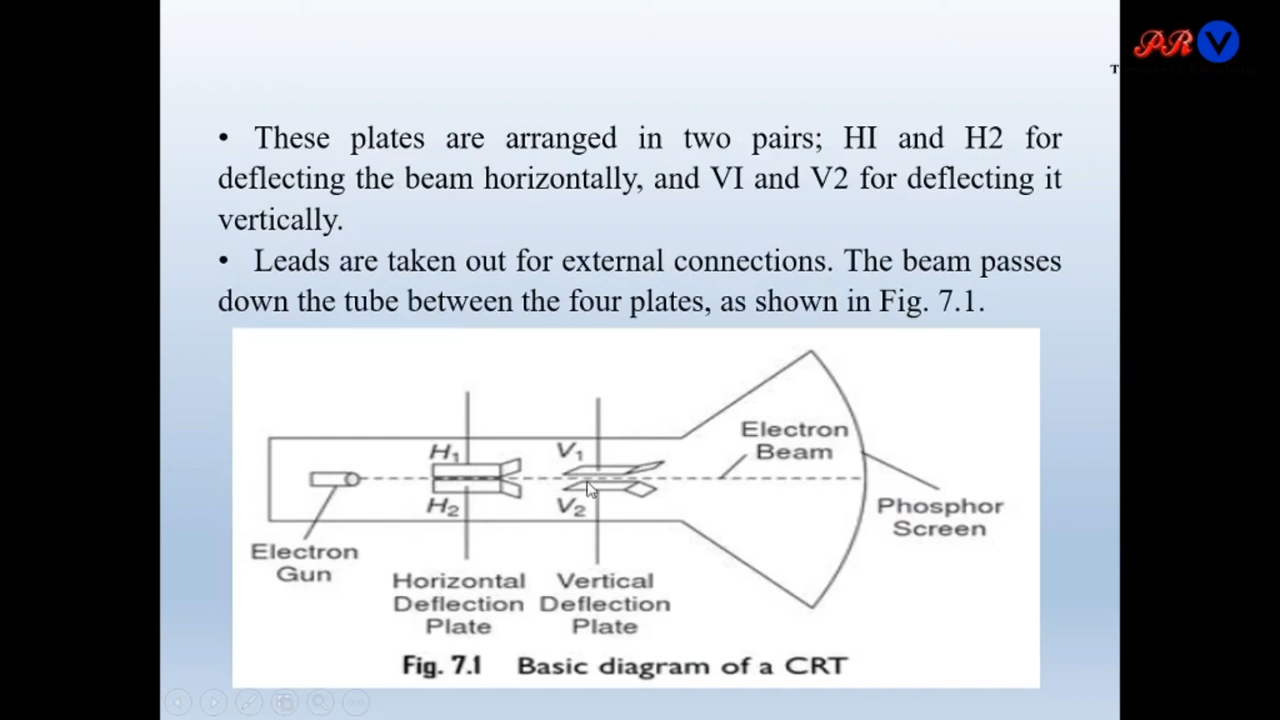 PR V
• These plates are arranged in two pairs; HI and H2 for
deflecting the beam horizontally, and VI and V2 for deflecting it
vertically.
• Leads are taken out for external connections. The beam passes
down the tube between the four plates, as shown in Fig. 7.1.
H1
V1
Electron
Beam
H2
V2
Phosphor
Screen
Electron
Gun
Horizontal
Deflection
Plate
Vertical
Deflection
Plate
Fig. 7.1 Basic diagram of a CRT